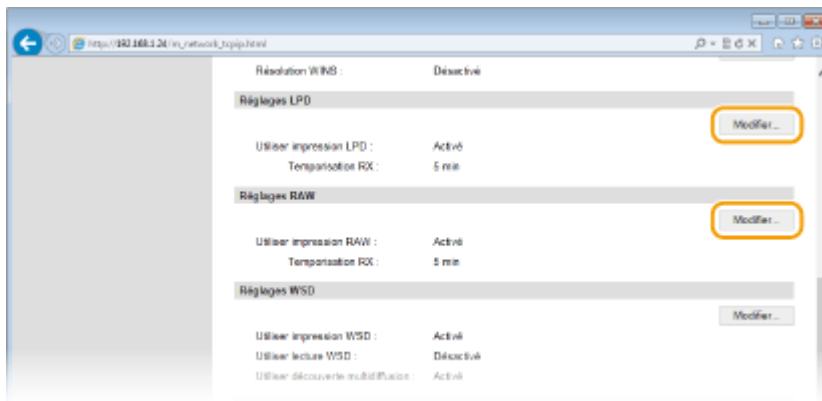 http://192.168.1.24/m_network_tcpip.html
Résolution WINS : Désactivé
Réglages LPD
Modifier...
Utiliser impression LPD : Activé
Temporisation RX : 5 min
Réglages RAW
Modifier...
Utiliser impression RAW : Activé
Temporisation RX : 5 min
Réglages WSD
Modifier...
Utiliser impression WSD : Activé
Utiliser lecture WSD : Désactivé
Utiliser découverte multidiffusion : Activé